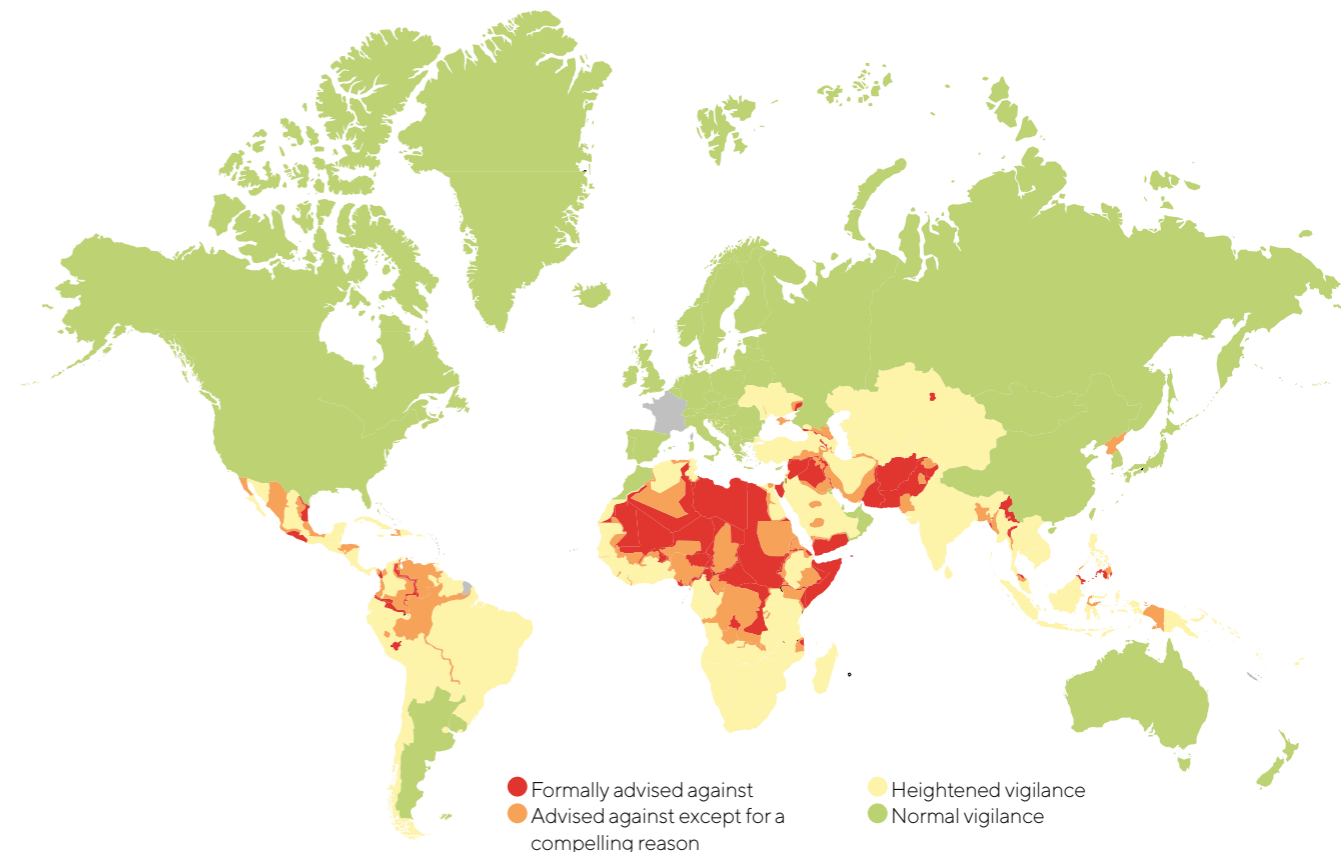 Formally advised against
Advised against except for a
compelling reason
Heightened vigilance
Normal vigilance